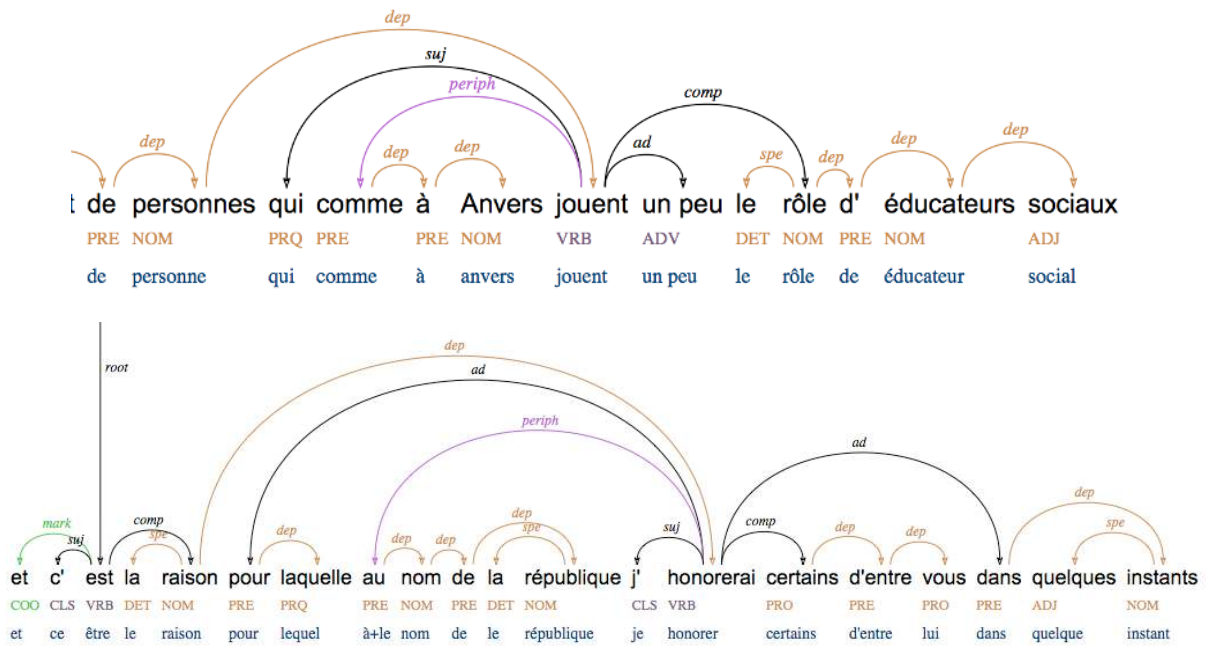 dep
suj
periph
comp
dep dep dep ad spe dep dep dep
t de personnes qui comme à Anvers jouent un peu le rôle d' éducateurs sociaux
PRE NOM PRQ PRE PRE NOM VRB ADV DET NOM PRE NOM ADJ
de personne qui comme à anvers jouent un peu le rôle de éducateur social
dep
root
ad
periph
ad
mark comp dep dep
suj spe dep dep dep spe suj comp dep dep spe
et c' est la raison pour laquelle au nom de la république j' honorerai certains d'entre vous dans quelques instants
COO CLS VRB DET NOM PRE PRQ PRE NOM PRE DET NOM CLS VRB PRO PRE PRO PRE ADJ NOM
et ce être le raison pour lequel à+le nom de le république je honorer certains d'entre lui dans quelque instant